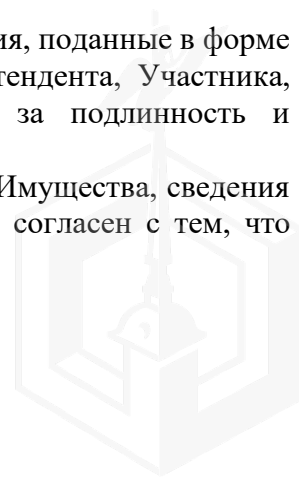 ия, поданные в форме
тендента, Участника,
за подлинность и
Имущества, сведения
согласен с тем, что